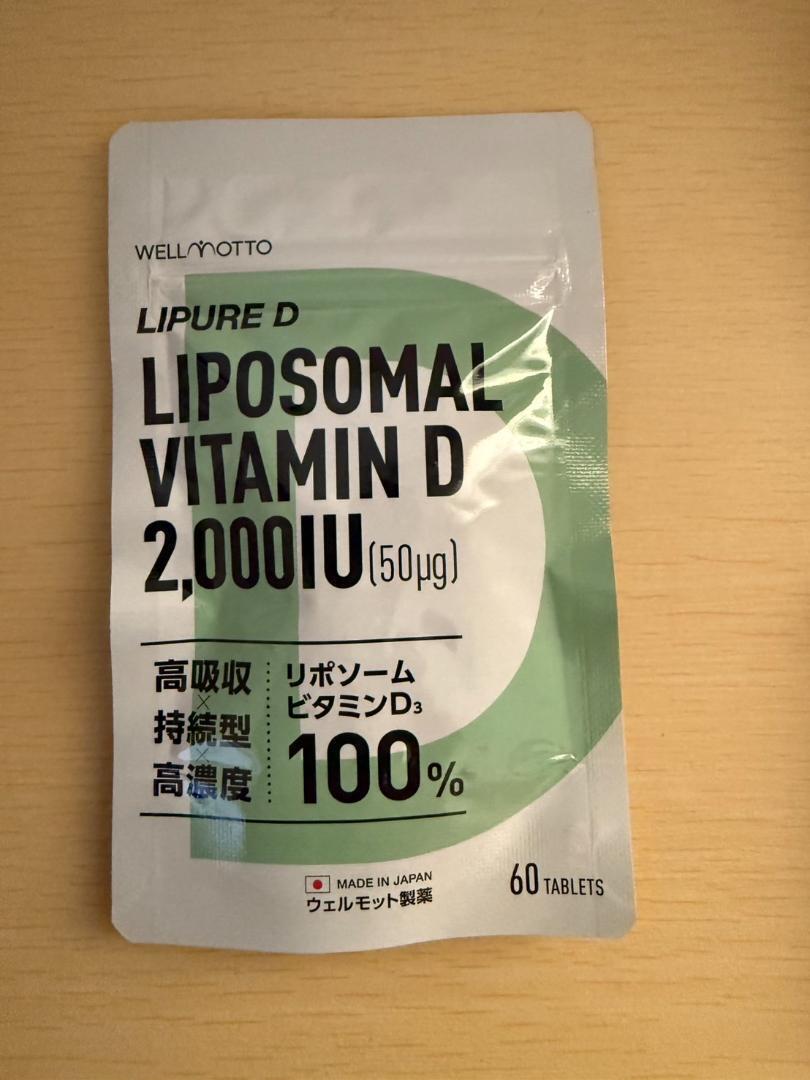 WELLMOTTO
LIPURE D
LIPOSOMAL
VITAMIN D
2,000IU(50μg)
高吸収
×
持続型
×
高濃度
リポソーム
ビタミンD₃
100%
MADE IN JAPAN
ウェルモット製薬
60 TABLETS